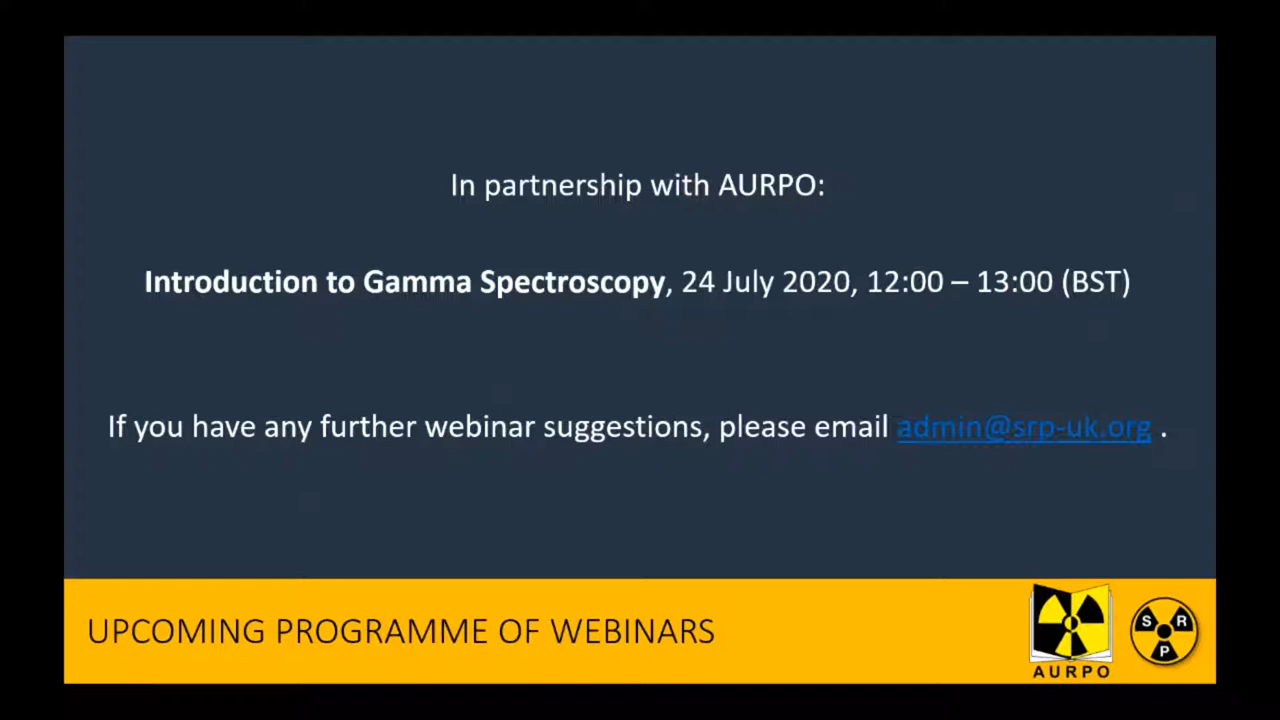 In partnership with AURPO:
Introduction to Gamma Spectroscopy, 24 July 2020, 12:00 – 13:00 (BST)
If you have any further webinar suggestions, please email admin@srp-uk.org .
UPCOMING PROGRAMME OF WEBINARS
AURPO
S R
P